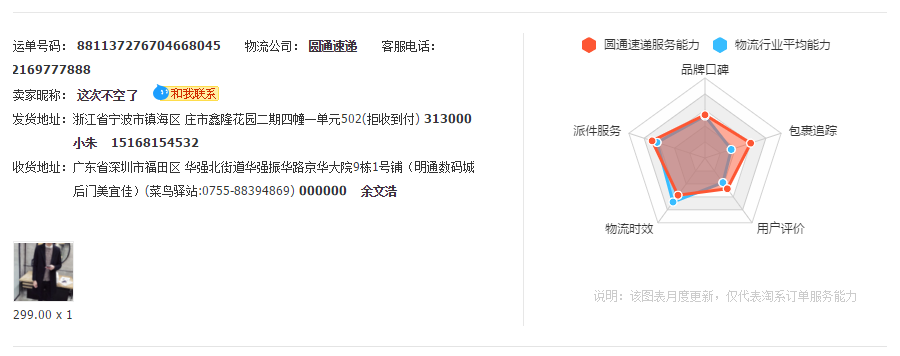 运单号码： 881137276704668045 物流公司： 圆通速递 客服电话：
2169777888
卖家昵称： 这次不空了 和我联系
发货地址： 浙江省宁波市镇海区 庄市鑫隆花园二期四幢一单元502(拒收到付) 313000
小朱 15168154532
收货地址： 广东省深圳市福田区 华强北街道华强振华路京华大院9栋1号铺（明通数码城
后门美宜佳）(菜鸟驿站:0755-88394869) 000000 余文浩
299.00 x 1
圆通速递服务能力 物流行业平均能力
品牌口碑
派件服务 包裹追踪
物流时效 用户评价
说明：该图表月度更新，仅代表淘系订单服务能力